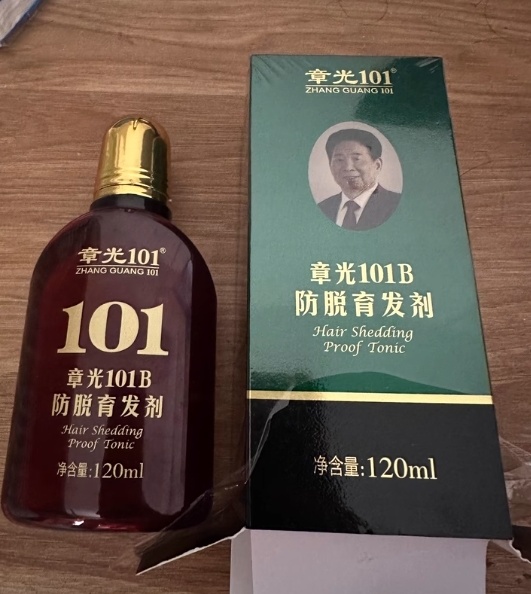 章光101®
ZHANG GUANG 101
101
章光101B
防脱育发剂
Hair Shedding
Proof Tonic
净含量:120ml
章光101®
ZHANG GUANG 101
章光101B
防脱育发剂
Hair Shedding
Proof Tonic
净含量:120ml